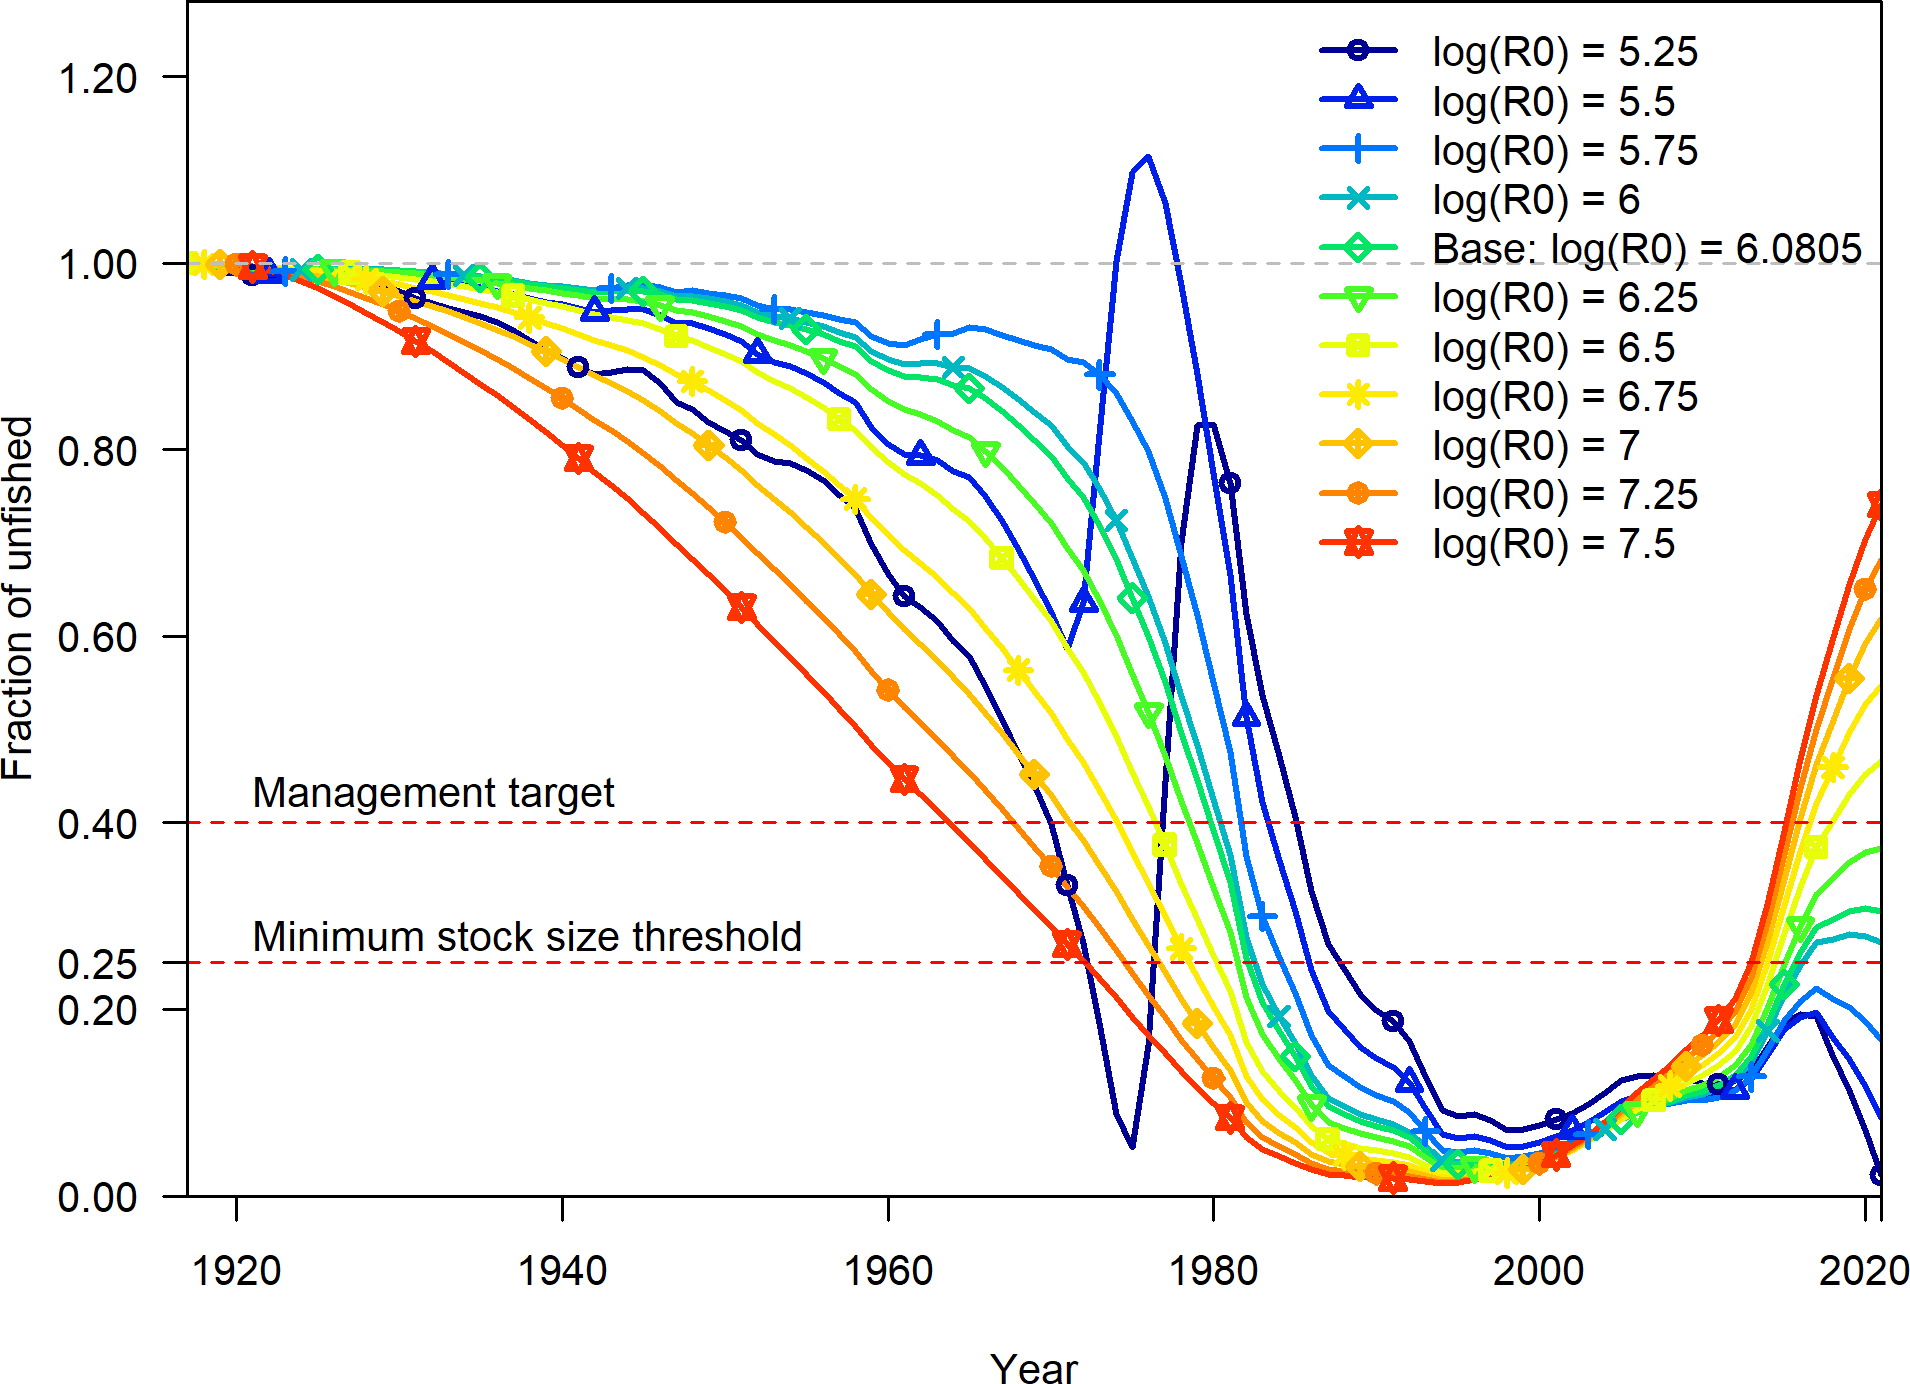 1.20
1.00
0.80
0.60
0.40
0.25
0.20
0.00
Fraction of unfished
log(R0) = 5.25
log(R0) = 5.5
log(R0) = 5.75
log(R0) = 6
Base: log(R0) = 6.0805
log(R0) = 6.25
log(R0) = 6.5
log(R0) = 6.75
log(R0) = 7
log(R0) = 7.25
log(R0) = 7.5
Management target
Minimum stock size threshold
1920 1940 1960 1980 2000 2020
Year